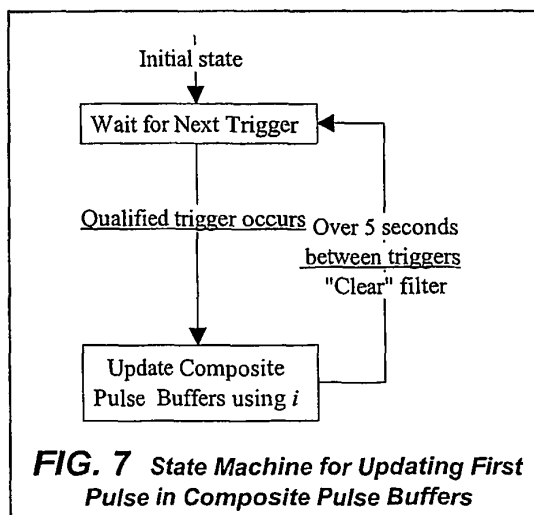 Initial state
Wait for Next Trigger
Qualified trigger occurs
Over 5 seconds
between triggers
"Clear" filter
Update Composite
Pulse Buffers using i
FIG. 7 State Machine for Updating First
Pulse in Composite Pulse Buffers